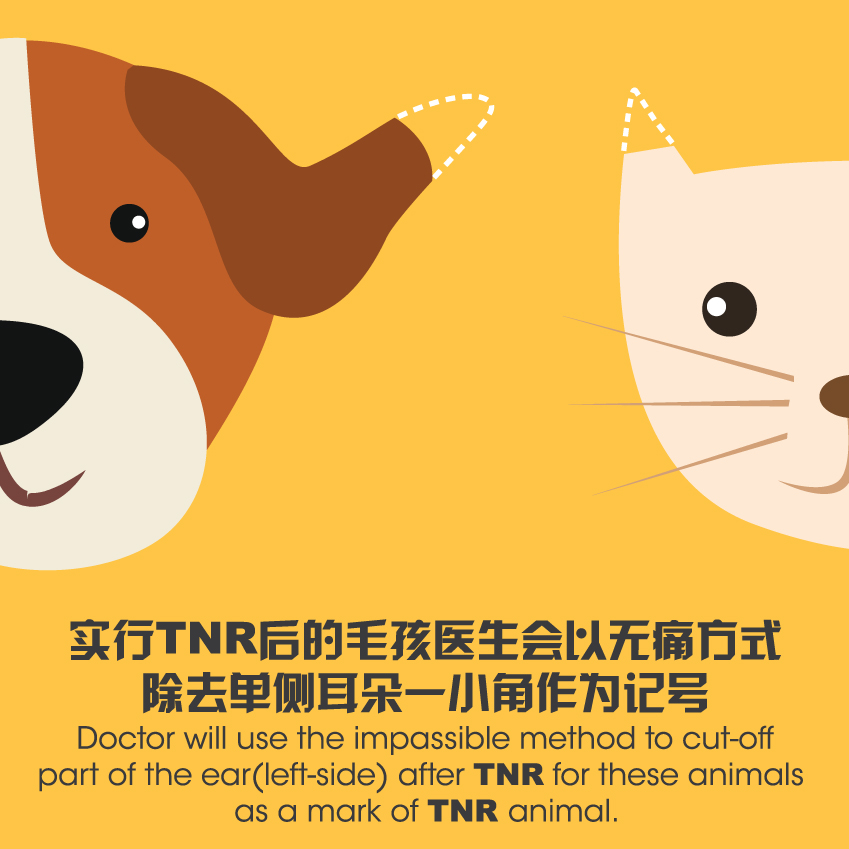 实行TNR后的毛孩医生会以无痛方式
除去单侧耳朵一小角作为记号
Doctor will use the impassible method to cut-off
part of the ear(left-side) after TNR for these animals
as a mark of TNR animal.